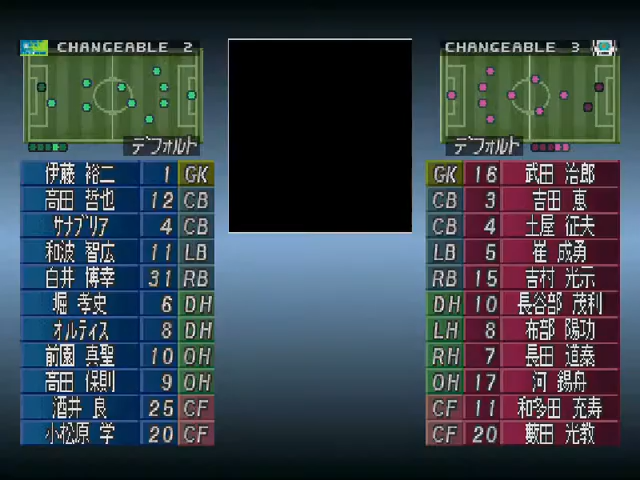 CHANGEABLE 2
デフォルト
伊藤 裕二 1 GK
高田 哲也 12 CB
サナブリア 4 CB
和波 智広 11 LB
白井 博幸 31 RB
堀 孝史 6 DH
オルティス 8 DH
前園 真聖 10 OH
高田 保則 9 OH
酒井 良 25 CF
小松原 学 20 CF
CHANGEABLE 3
デフォルト
GK 16 武田 治郎
CB 3 吉田 恵
CB 4 土屋 征夫
LB 5 崔 成勇
RB 15 吉村 光示
DH 10 長谷部 茂利
LH 8 布部 陽功
RH 7 長田 道泰
OH 17 河 錫舟
CF 11 和多田 充寿
CF 20 藪田 光教